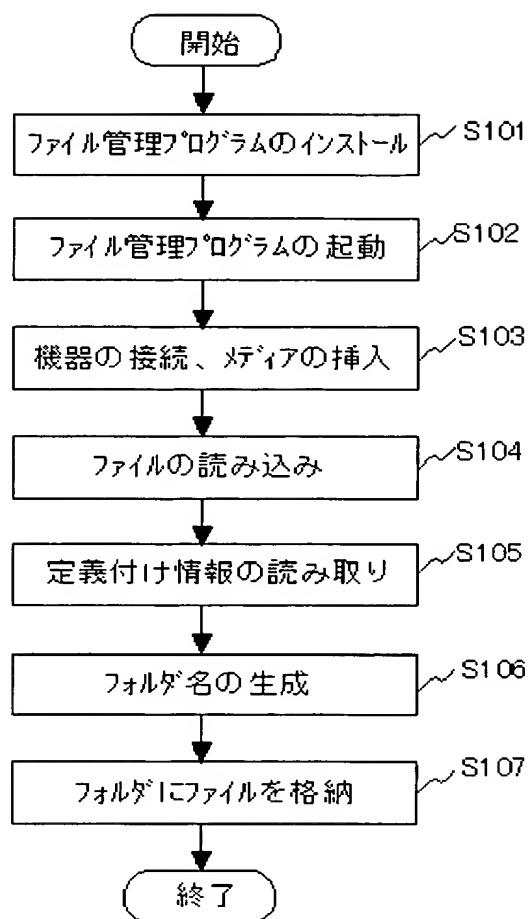 開始
ファイル管理プログラムのインストール
S101
ファイル管理プログラムの起動
S102
機器の接続、メディアの挿入
S103
ファイルの読み込み
S104
定義付け情報の読み取り
S105
フォルダ名の生成
S106
フォルダにファイルを格納
S107
終了